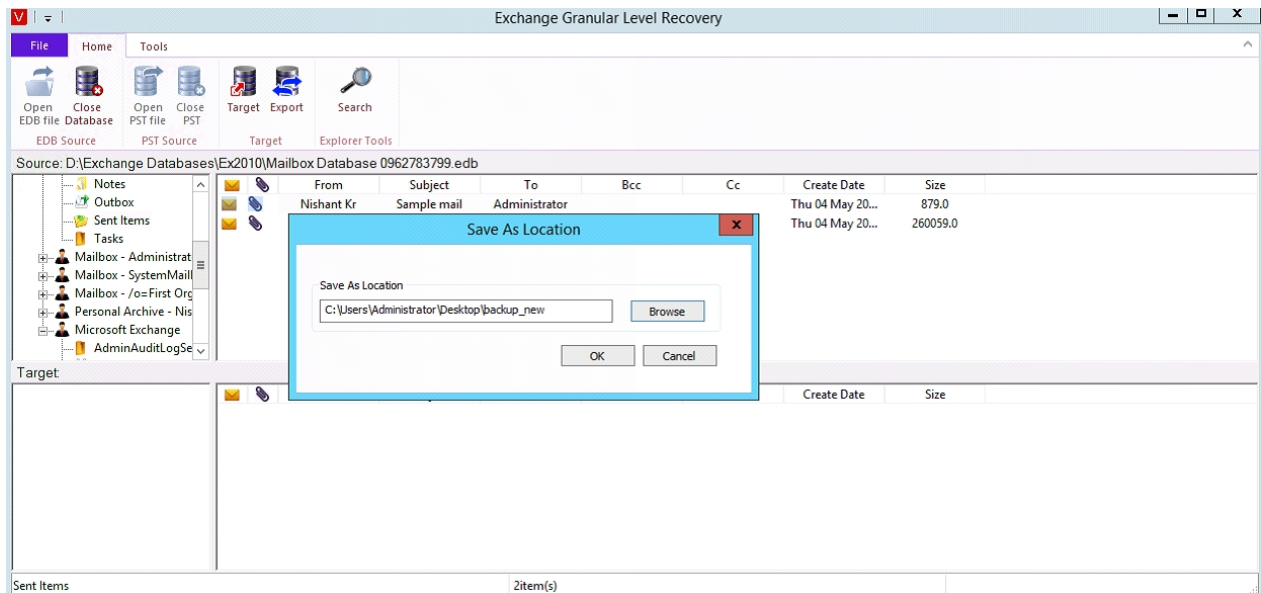 V
Exchange Granular Level Recovery
File Home Tools
Open EDB file
Close Database
Open PST file
Close PST
Target
Export
Search
EDB Source
PST Source
Target
Explorer Tools
Source: D:\Exchange Databases\Ex2010\Mailbox Database 0962783799.edb
Notes
Outbox
Sent Items
Tasks
Mailbox - Administrat
Mailbox - SystemMail
Mailbox - /o=First Org
Personal Archive - Nis
Microsoft Exchange
AdminAuditLogSe
From Subject To Bcc Cc Create Date Size
Nishant Kr Sample mail Administrator Thu 04 May 20... 879.0
Thu 04 May 20... 260059.0
Save As Location
x
Save As Location
C:\Users\Administrator\Desktop\backup_new
Browse
OK Cancel
Target:
Create Date Size
Sent Items
2item(s)